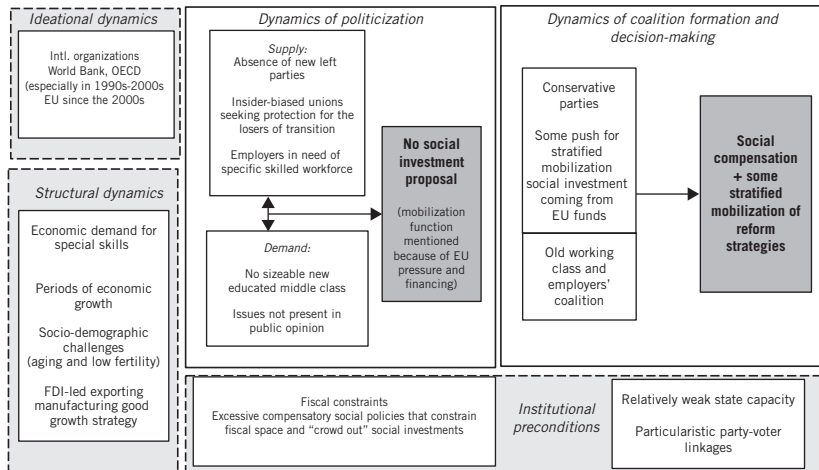 Ideational dynamics
Intl. organizations
World Bank, OECD
(especially in 1990s-2000s
EU since the 2000s
Structural dynamics
Economic demand for
special skills
Periods of economic
growth
Socio-demographic
challenges
(aging and low fertility)
FDI-led exporting
manufacturing good
growth strategy
Dynamics of politicization
Supply:
Absence of new left
parties
Insider-biased unions
seeking protection for the
losers of transition
Employers in need of
specific skilled workforce
Demand:
No sizeable new
educated middle class
Issues not present in
public opinion
No social
investment
proposal
(mobilization
function
mentioned
because of EU
pressure and
financing)
Dynamics of coalition formation and
decision-making
Conservative
parties
Some push for
stratified
mobilization
social investment
coming from
EU funds
Old working
class and
employers'
coalition
Social
compensation
+ some
stratified
mobilization of
reform
strategies
Fiscal constraints
Excessive compensatory social policies that constrain
fiscal space and “crowd out” social investments
Institutional
preconditions
Relatively weak state capacity
Particularistic party-voter
linkages